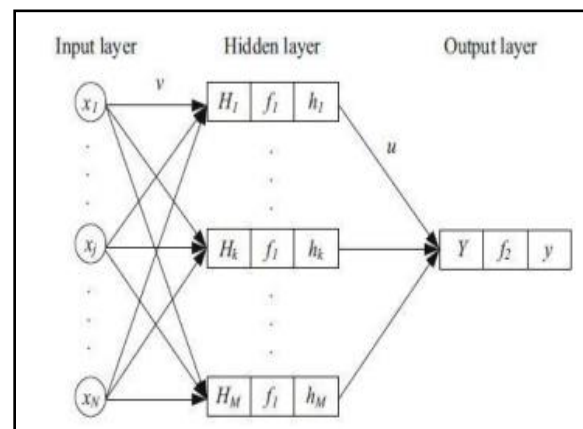 Input layer Hidden layer Output layer
v
x1 H1 f1 h1
u
xj Hk f1 hk Y f2 y
xN HM f1 hM